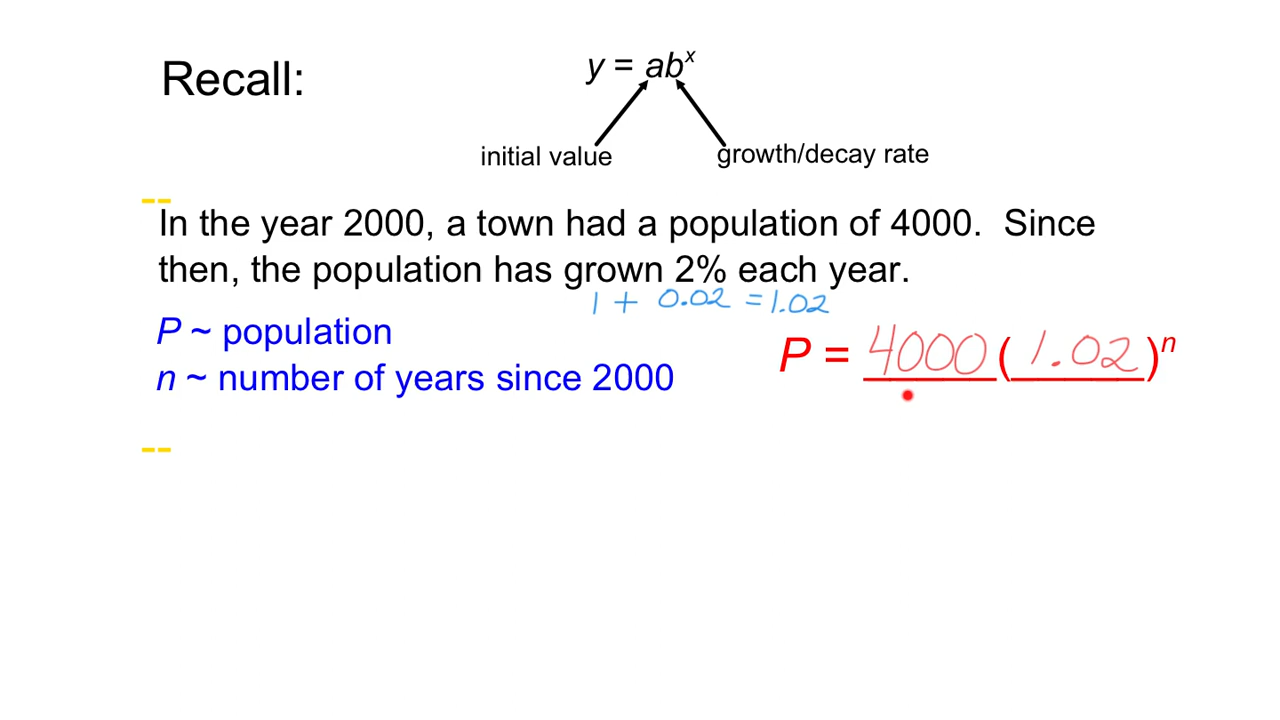 Recall:
y = abˣ
initial value
growth/decay rate
--
In the year 2000, a town had a population of 4000. Since
then, the population has grown 2% each year.
1 + 0.02 = 1.02
P ~ population
n ~ number of years since 2000
P = 4000(1.02)ⁿ
--